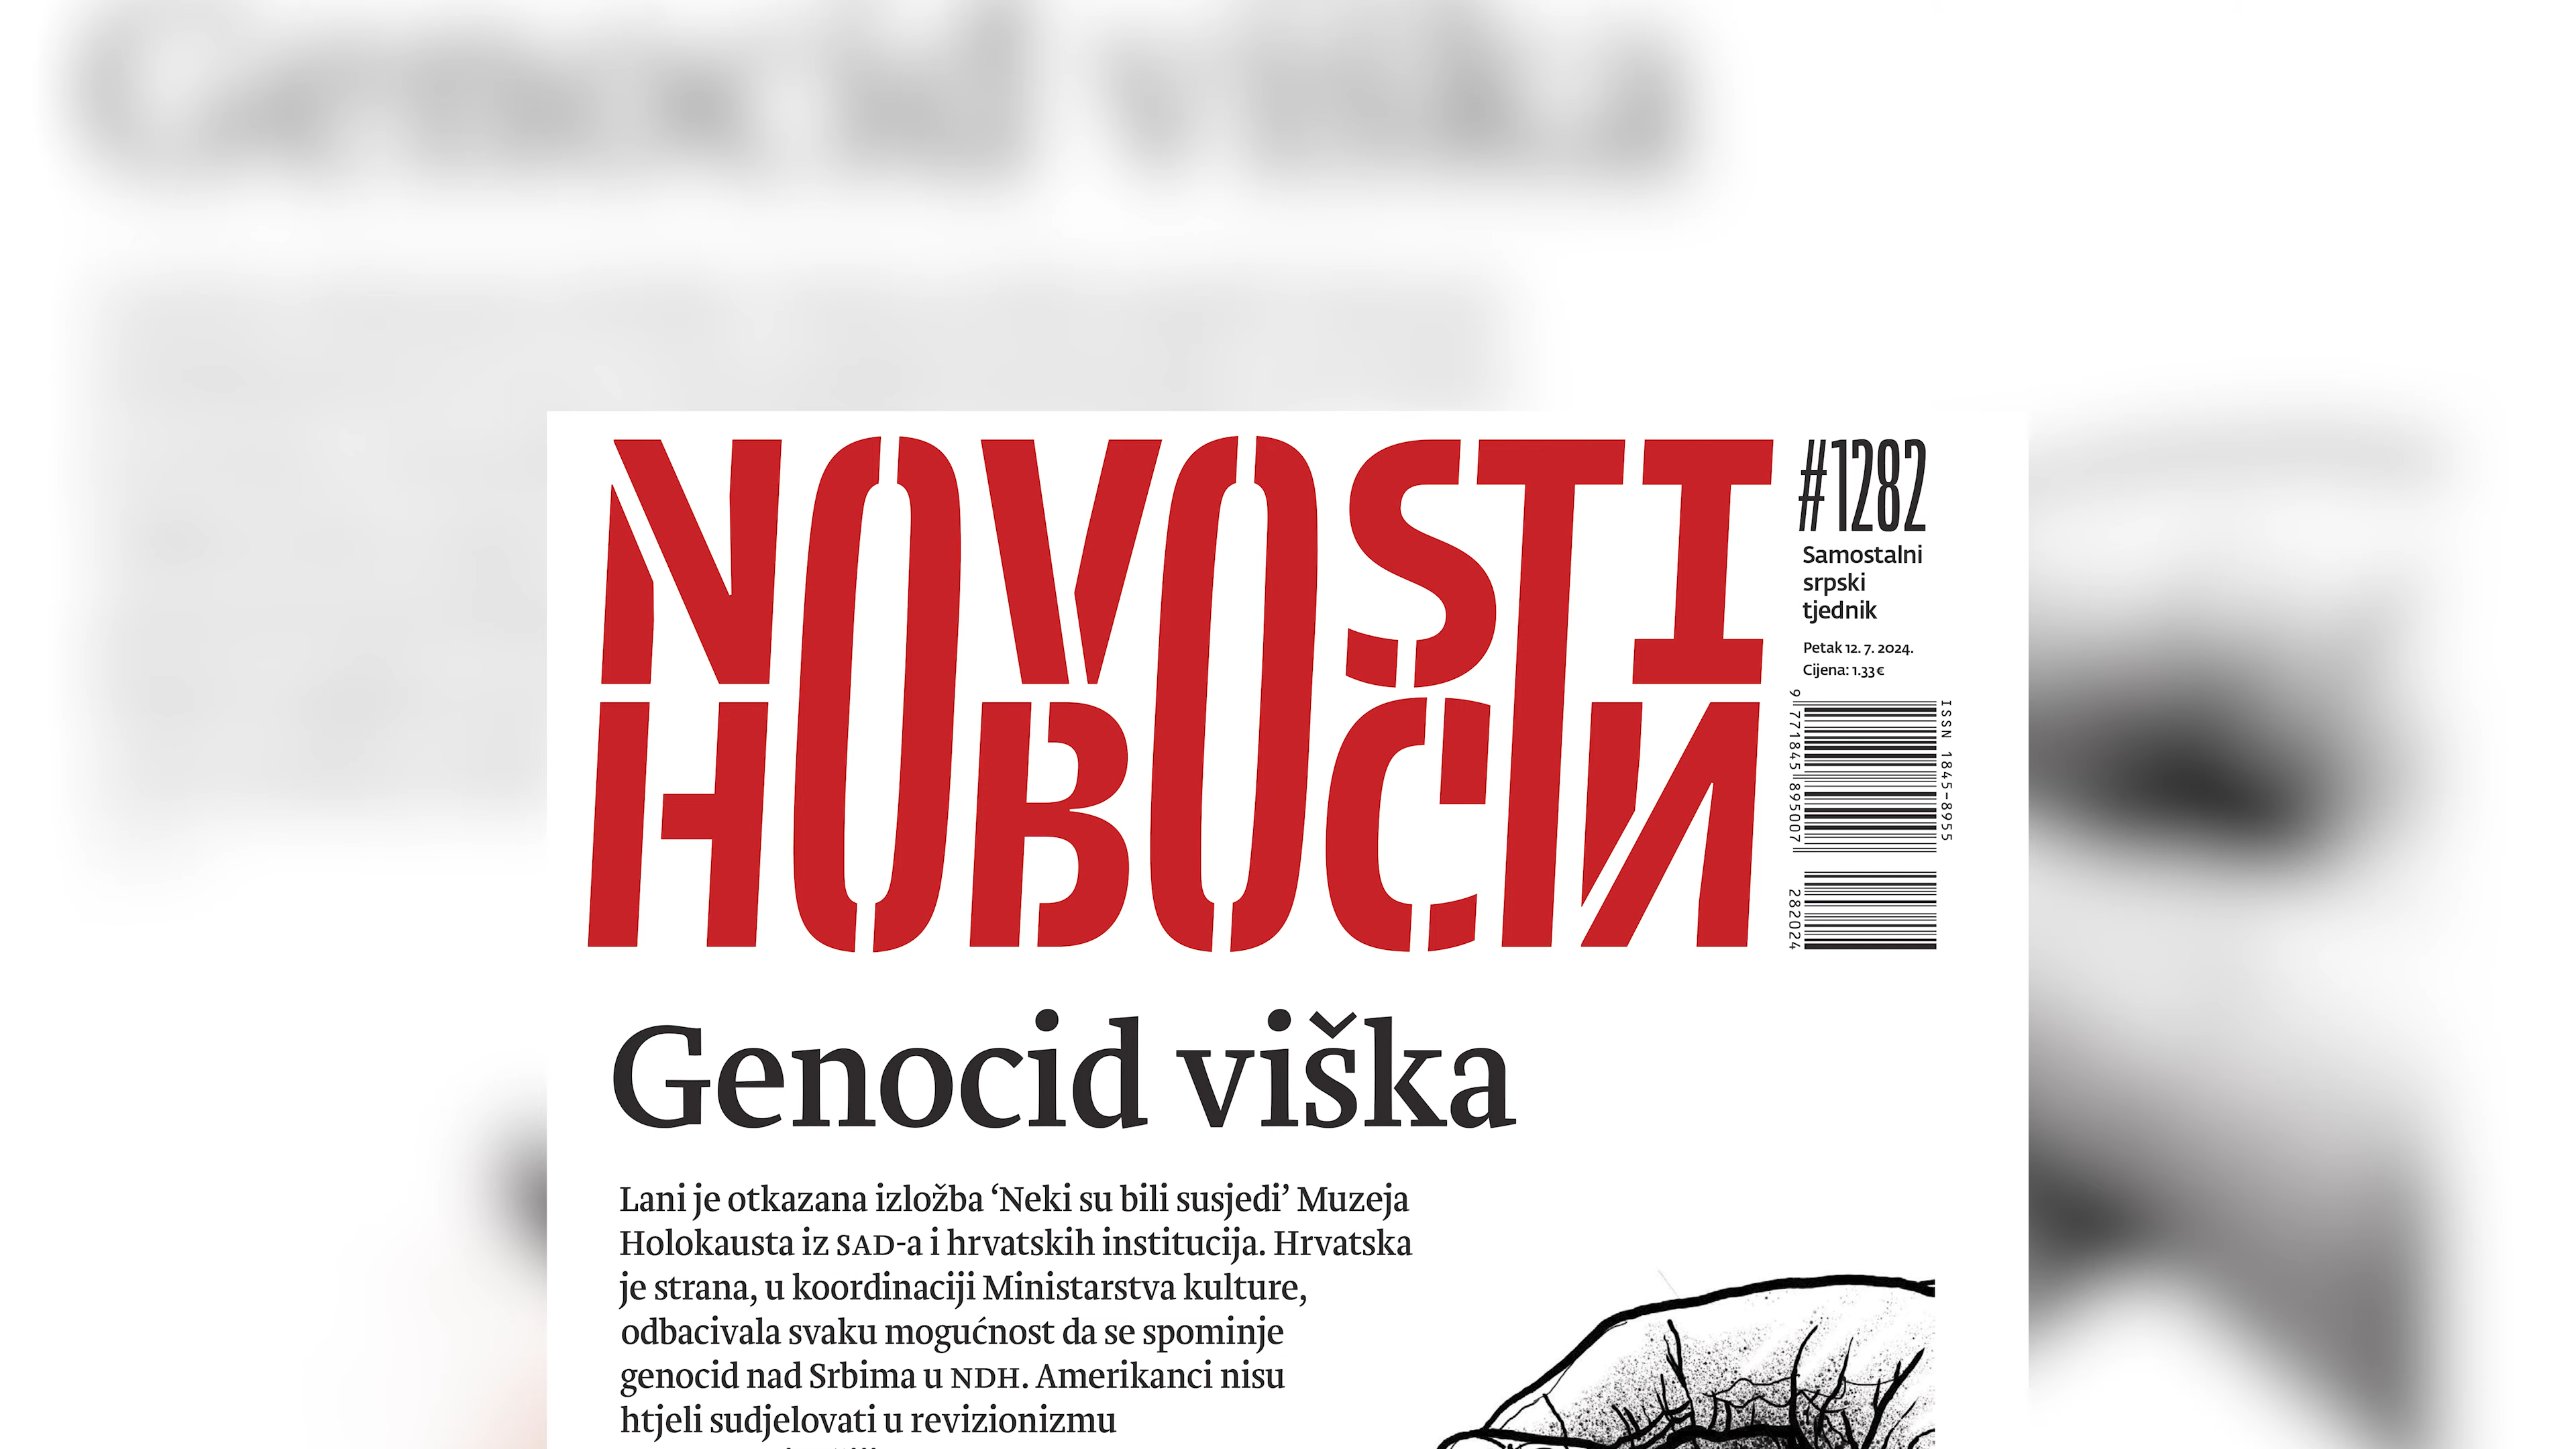 NOVOSTI
НОВОСТИ
#1282
Samostalni
srpski
tjednik
Petak 12. 7. 2024.
Cijena: 1.33 €
ISSN 1845-8955
9 771845 895007
282024
Genocid viška
Lani je otkazana izložba ‘Neki su bili susjedi’ Muzeja
Holokausta iz SAD-a i hrvatskih institucija. Hrvatska
je strana, u koordinaciji Ministarstva kulture,
odbacivala svaku mogućnost da se spominje
genocid nad Srbima u NDH. Amerikanci nisu
htjeli sudjelovati u revizionizmu